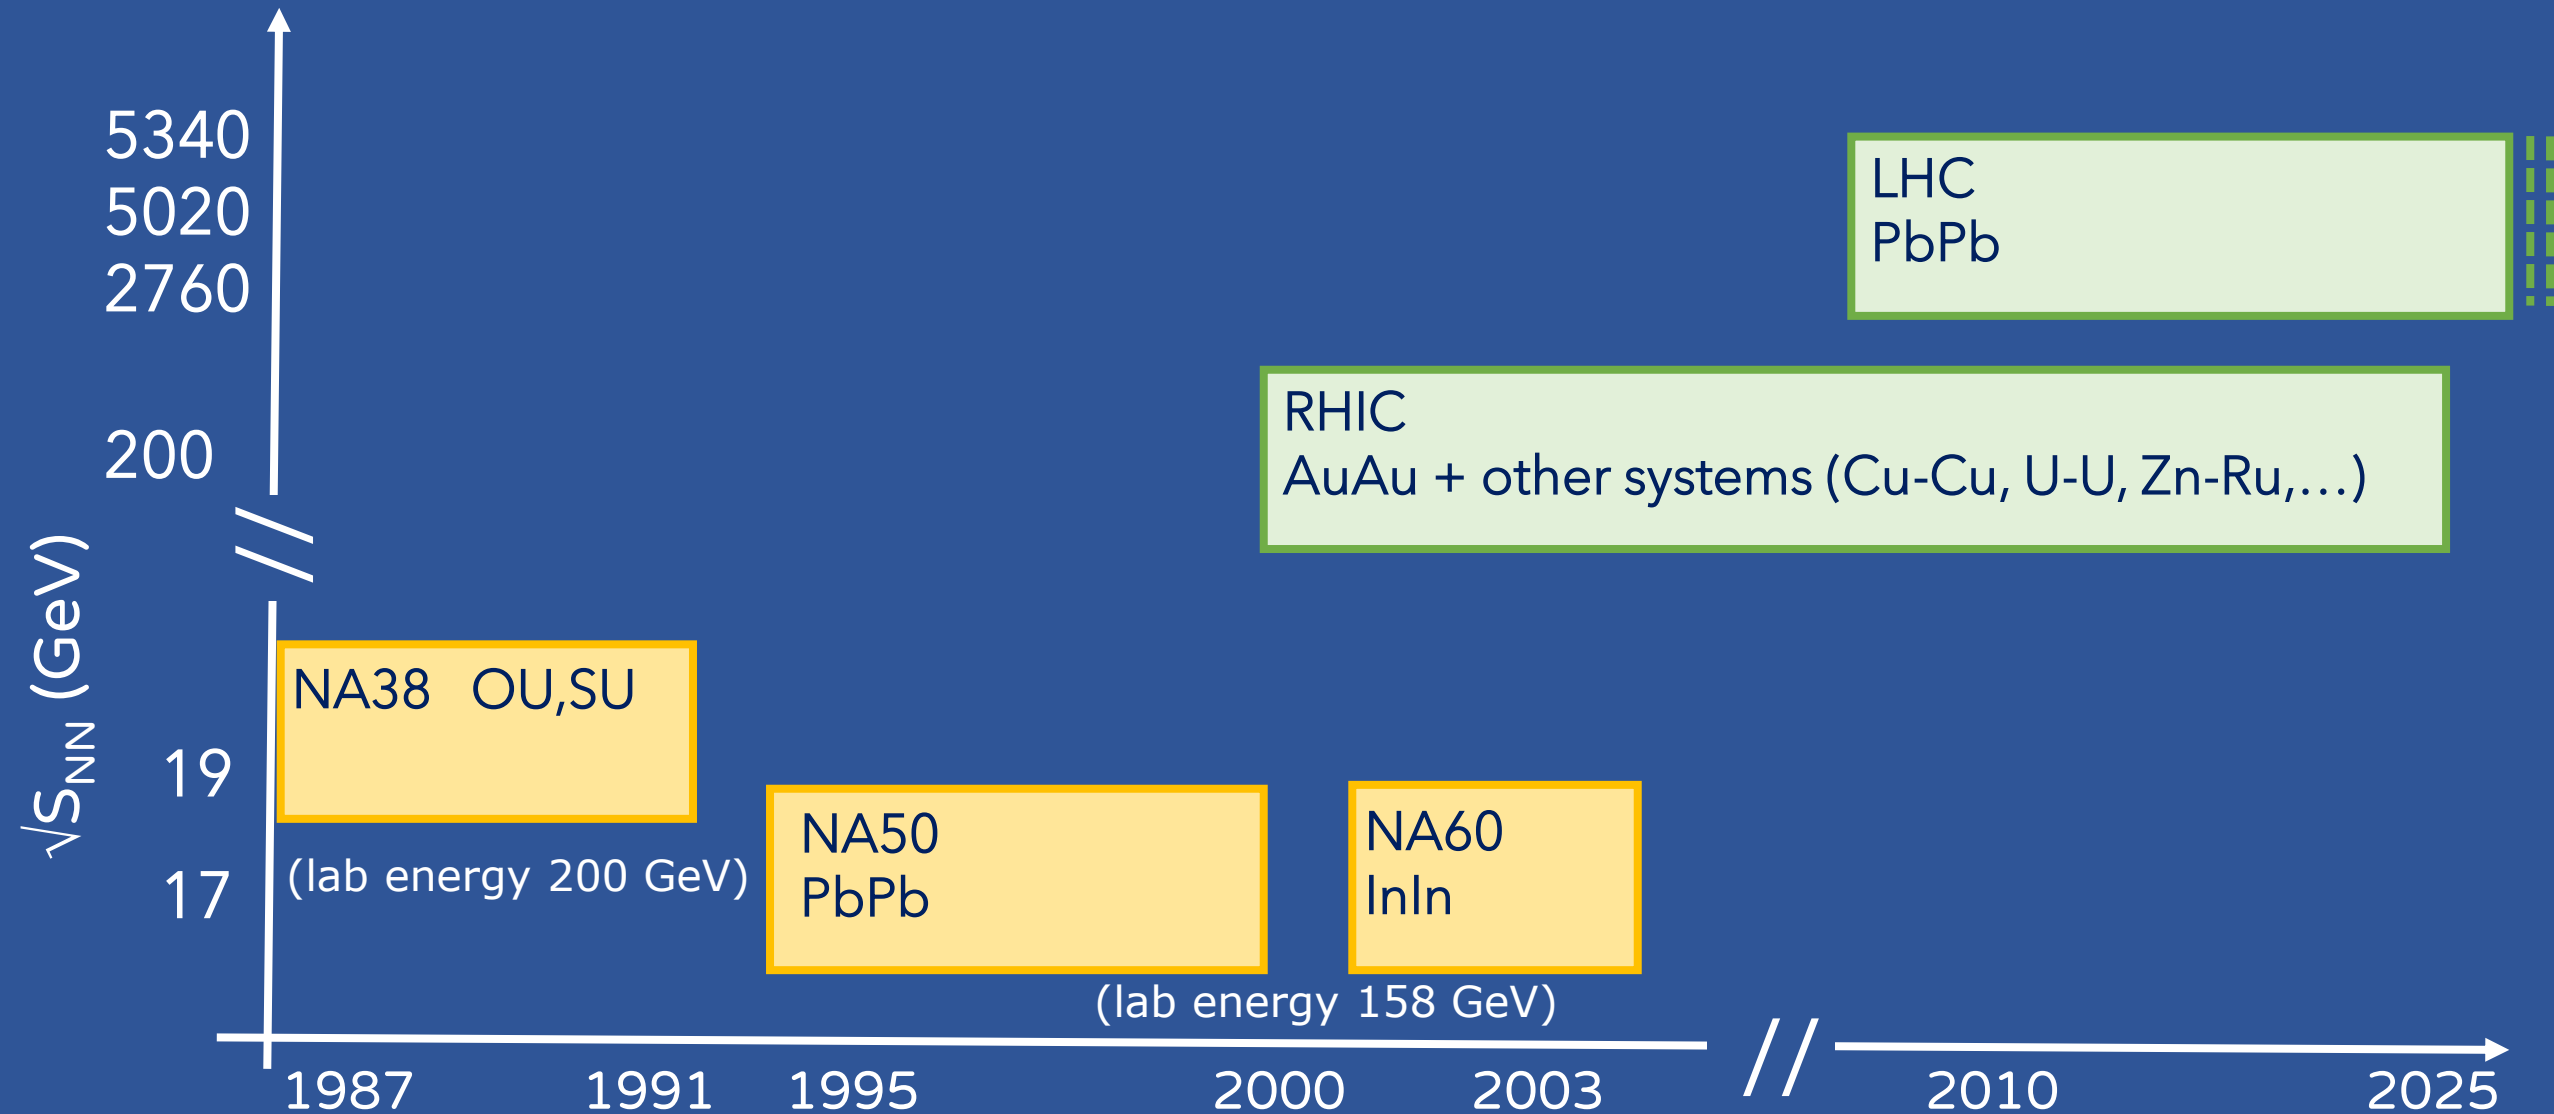 5340
5020
2760
200
√SNN (GeV)
19
17
LHC
PbPb
RHIC
AuAu + other systems (Cu-Cu, U-U, Zn-Ru,…)
NA38 OU,SU
(lab energy 200 GeV)
NA50
PbPb
NA60
InIn
(lab energy 158 GeV)
1987 1991 1995 2000 2003 // 2010 2025